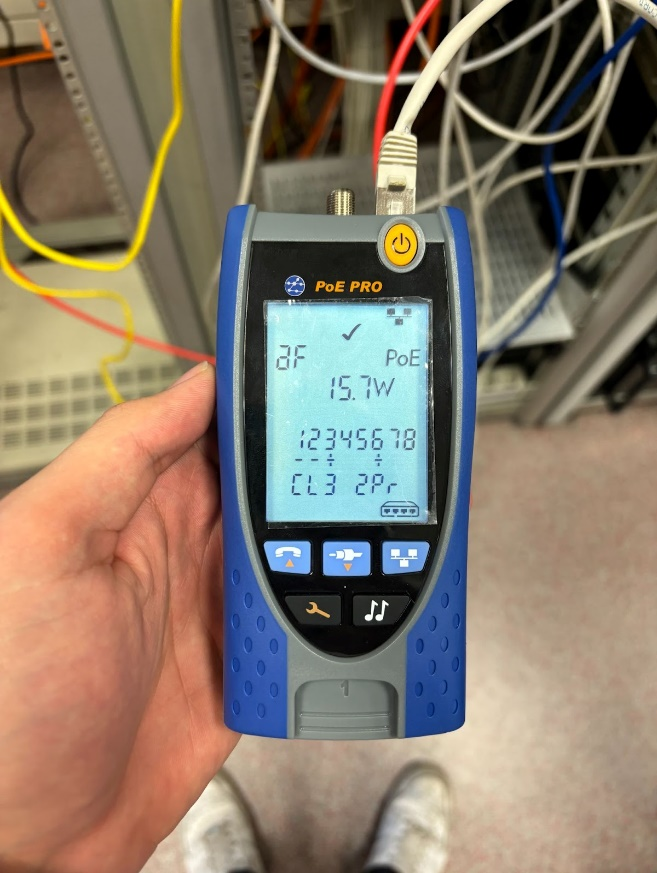 PoE PRO
✓
aF PoE
15.7W
12345678
--÷ ÷
CL3 2Pr
1